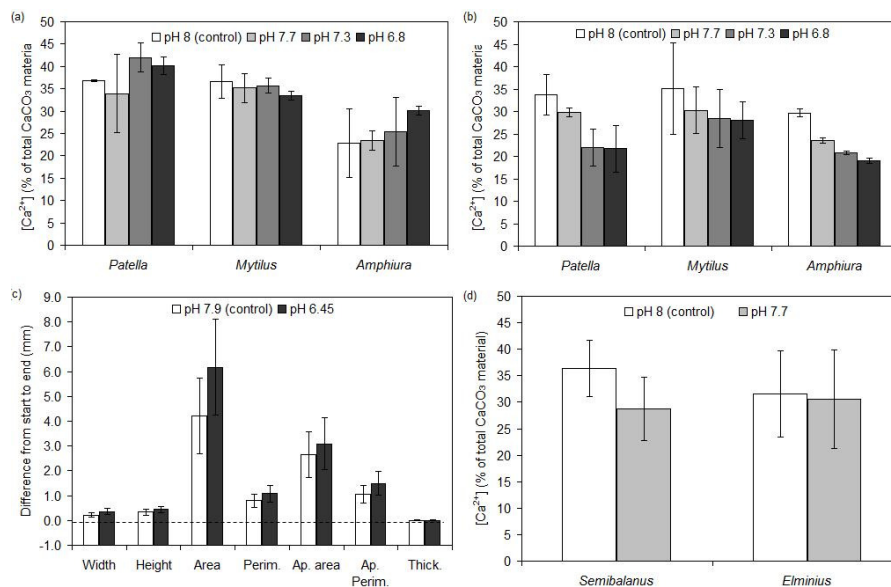 (a)
pH 8 (control) pH 7.7 pH 7.3 pH 6.8
[Ca²⁺] (% of total CaCO₃ materia
50
45
40
35
30
25
20
15
10
5
0
Patella Mytilus Amphiura
(b)
pH 8 (control) pH 7.7 pH 7.3 pH 6.8
[Ca²⁺] (% of total CaCO₃ materia
50
45
40
35
30
25
20
15
10
5
0
Patella Mytilus Amphiura
c)
pH 7.9 (control) pH 6.45
Difference from start to end (mm)
9.0
8.0
7.0
6.0
5.0
4.0
3.0
2.0
1.0
0.0
-1.0
Width Height Area Perim. Ap. area Ap. Thick.
Perim.
(d)
pH 8 (control) pH 7.7
[Ca²⁺] (% of total CaCO₃ material)
50
45
40
35
30
25
20
15
10
5
0
Semibalanus Elminius